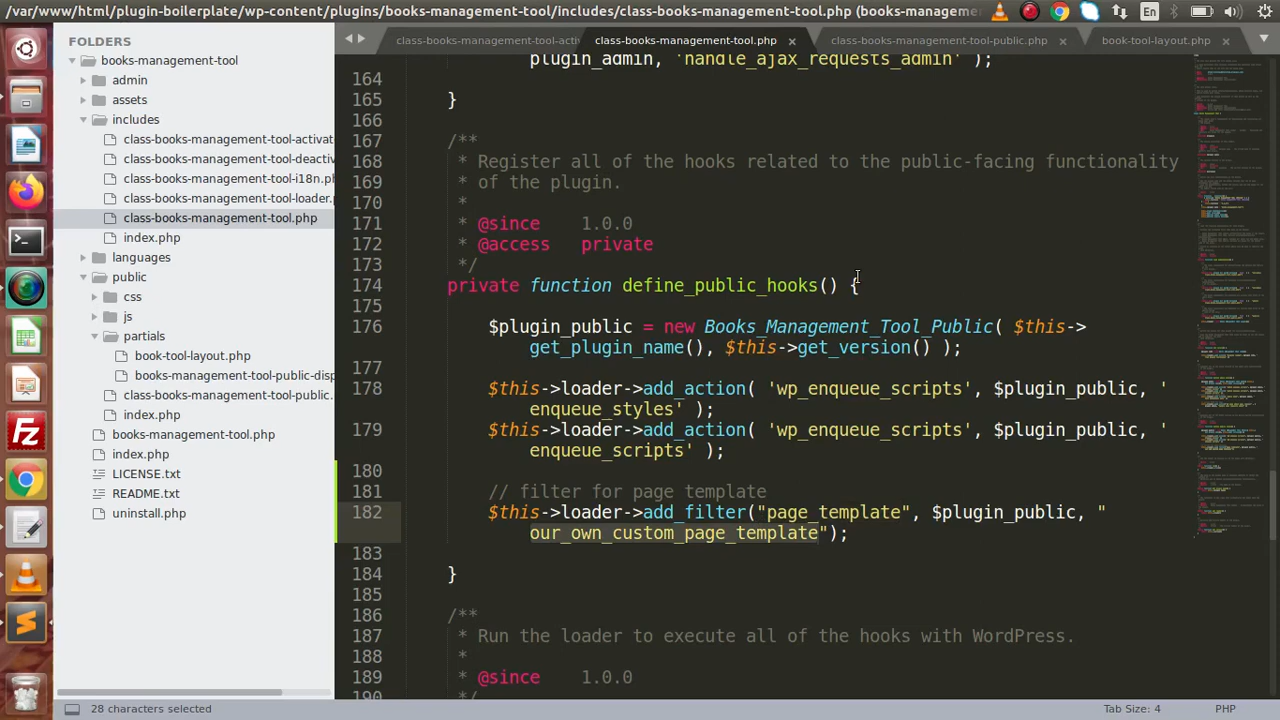 /var/www/html/plugin-boilerplate/wp-content/plugins/books-management-tool/includes/class-books-management-tool.php (books-manageme
En
FOLDERS
books-management-tool
admin
assets
includes
class-books-management-tool-activat
class-books-management-tool-deactiv
class-books-management-tool-i18n.ph
class-books-management-tool-loader.p
class-books-management-tool.php
index.php
languages
public
css
js
partials
book-tool-layout.php
books-management-tool-public-disp
class-books-management-tool-public.
index.php
books-management-tool.php
index.php
LICENSE.txt
README.txt
uninstall.php
class-books-management-tool-acti
class-books-management-tool.php
class-books-management-tool-public.php
book-tool-layout.php
plugin_admin, 'handle_ajax_requests_admin' );
164
165 }
166
167 /**
168 * Register all of the hooks related to the public-facing functionality
169 * of the plugin.
170 *
171 * @since 1.0.0
172 * @access private
173 */
174 private function define_public_hooks() {
175
176 $plugin_public = new Books_Management_Tool_Public( $this->
get_plugin_name(), $this->get_version() );
177
178 $this->loader->add_action( 'wp_enqueue_scripts', $plugin_public, '
enqueue_styles' );
179 $this->loader->add_action( 'wp_enqueue_scripts', $plugin_public, '
enqueue_scripts' );
180
181 // filter for page template
182 $this->loader->add_filter("page_template", $plugin_public, "
our_own_custom_page_template");
183
184 }
185
186 /**
187 * Run the loader to execute all of the hooks with WordPress.
188 *
189 * @since 1.0.0
190 */
28 characters selected
Tab Size: 4
PHP